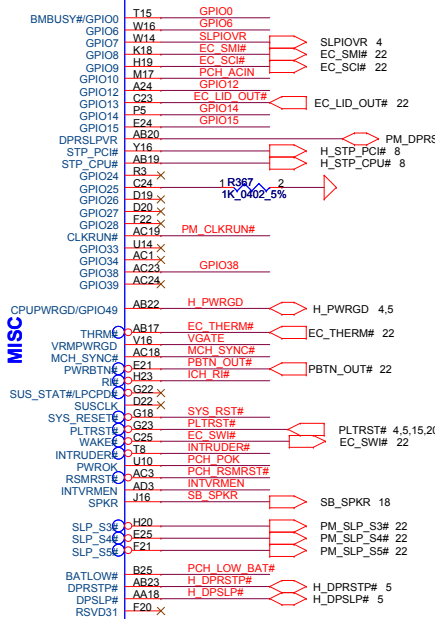 BMBUSY#/GPIO0 T15 GPIO0
GPIO6 W16 GPIO6
GPIO7 W14 SLPIOVR SLPIOVR 4
GPIO8 K18 EC_SMI# EC_SMI# 22
GPIO9 H19 EC_SCI# EC_SCI# 22
GPIO10 M17 PCH_ACIN
GPIO12 A24 GPIO12
GPIO13 C23 EC_LID_OUT# EC_LID_OUT# 22
GPIO14 P5 GPIO14
GPIO15 E24 GPIO15
DPRSLPVR AB20 PM_DPRS
STP_PCI# Y16 H_STP_PCI# 8
STP_CPU# AB19 H_STP_CPU# 8
GPIO24 R3
GPIO25 C24 1 R367 2
1K_0402_5%
GPIO26 D19
GPIO27 D20
GPIO28 F22
CLKRUN# AC19 PM_CLKRUN#
GPIO33 U14
GPIO34 AC1
GPIO38 AC23 GPIO38
GPIO39 AC24
CPUPWRGD/GPIO49 AB22 H_PWRGD H_PWRGD 4,5
MISC
THRM# AB17 EC_THERM# EC_THERM# 22
VRMPWRGD V16 VGATE
MCH_SYNC# AC18 MCH_SYNC#
PWRBTN# E21 PBTN_OUT# PBTN_OUT# 22
RI# H23 ICH_RI#
SUS_STAT#/LPCPD# G22
SUSCLK D22
SYS_RESET# G18 SYS_RST#
PLTRST# G23 PLTRST# PLTRST# 4,5,15,20
WAKE# C25 EC_SWI# EC_SWI# 22
INTRUDER# T8 INTRUDER#
PWROK U10 PCH_POK
RSMRST# AC3 PCH_RSMRST#
INTVRMEN AD3 INTVRMEN
SPKR J16 SB_SPKR SB_SPKR 18
SLP_S3# H20 PM_SLP_S3# 22
SLP_S4# E25 PM_SLP_S4# 22
SLP_S5# F21 PM_SLP_S5# 22
BATLOW# B25 PCH_LOW_BAT#
DPRSTP# AB23 H_DPRSTP# H_DPRSTP# 5
DPSLP# AA18 H_DPSLP# H_DPSLP# 5
RSVD31 F20